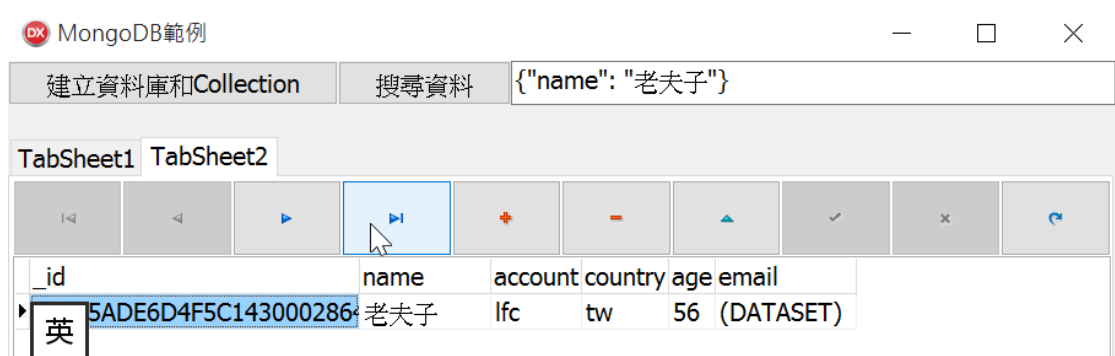 MongoDB範例
建立資料庫和Collection 搜尋資料 {"name": "老夫子"}
TabSheet1 TabSheet2
_id name account country age email
5ADE6D4F5C14300028 老夫子 lfc tw 56 (DATASET)
英